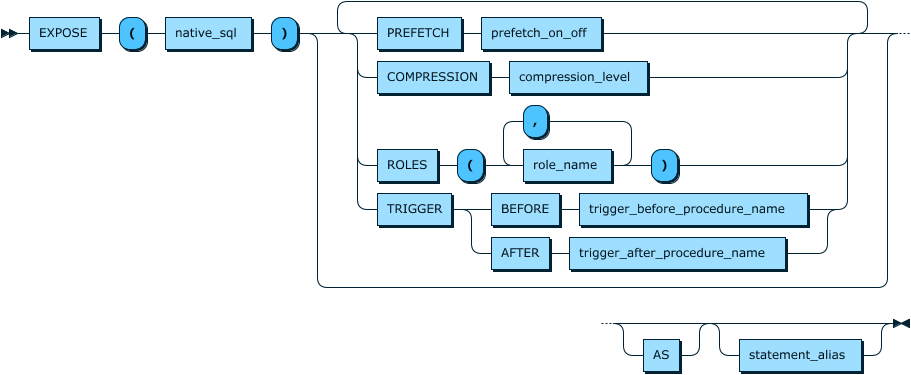 EXPOSE ( native_sql ) PREFETCH prefetch_on_off
COMPRESSION compression_level
,
ROLES ( role_name )
TRIGGER BEFORE trigger_before_procedure_name
AFTER trigger_after_procedure_name
AS statement_alias